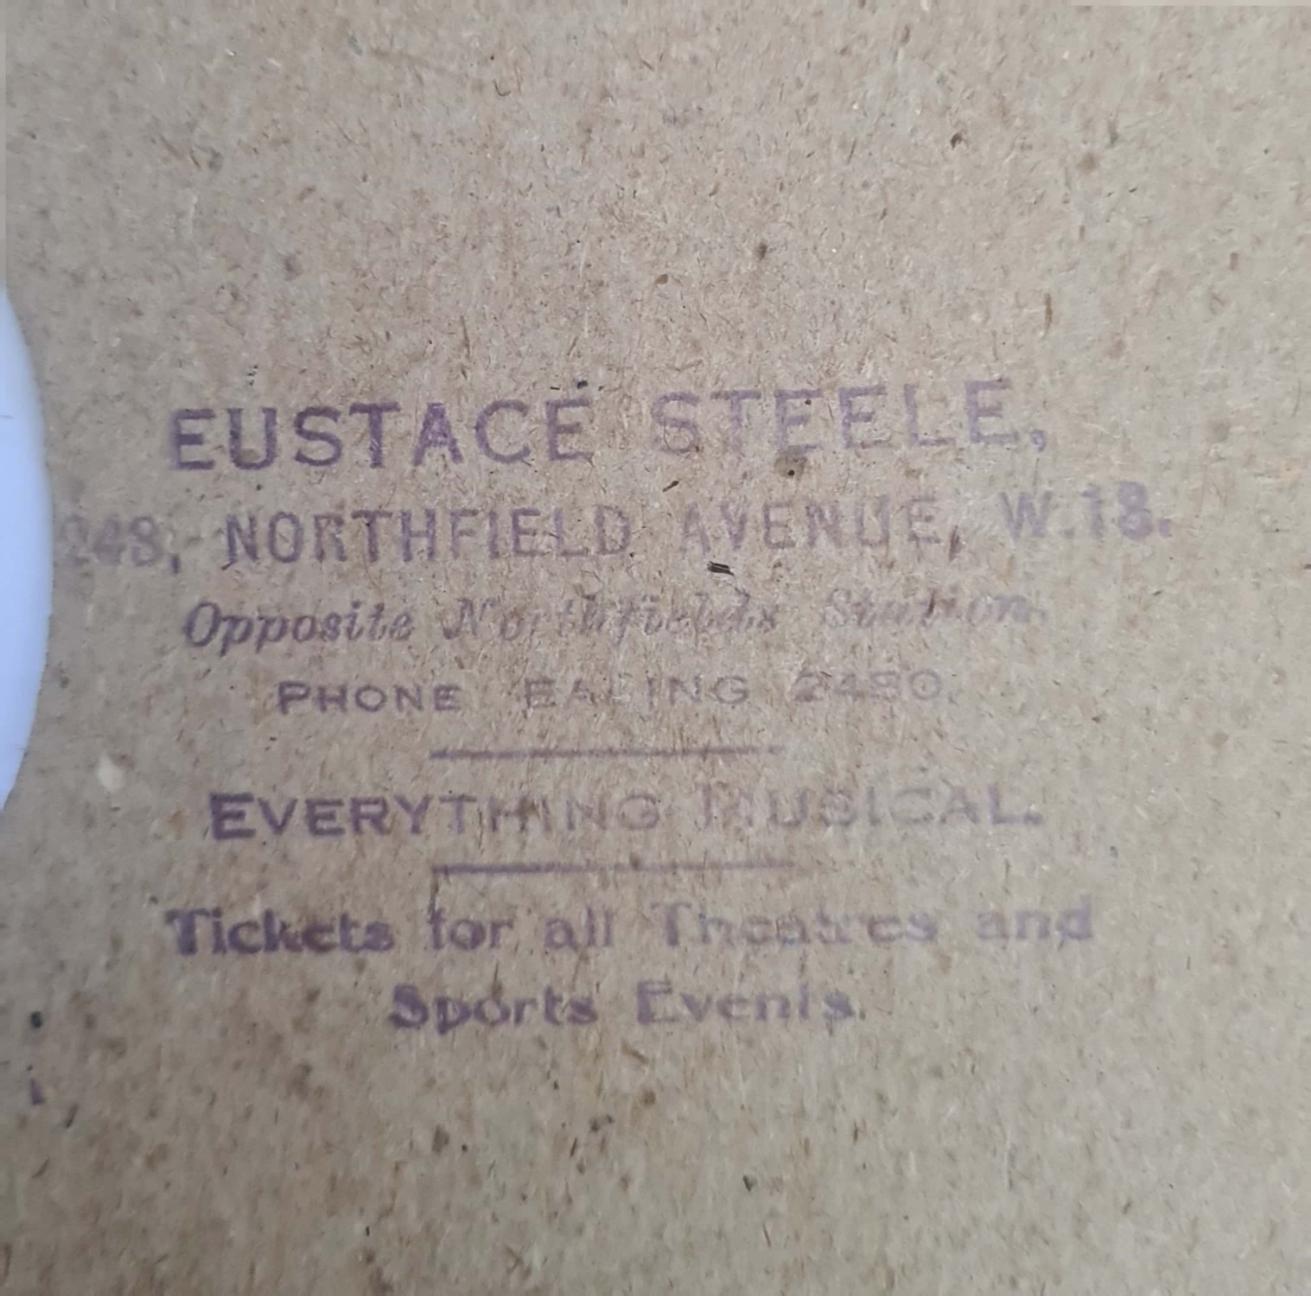 EUSTACE STEELE,
248, NORTHFIELD AVENUE, W.13.
Opposite Northfields Station.
PHONE EALING
EVERYTHING MUSICAL.
Tickets for all Theatres and
Sports Events.